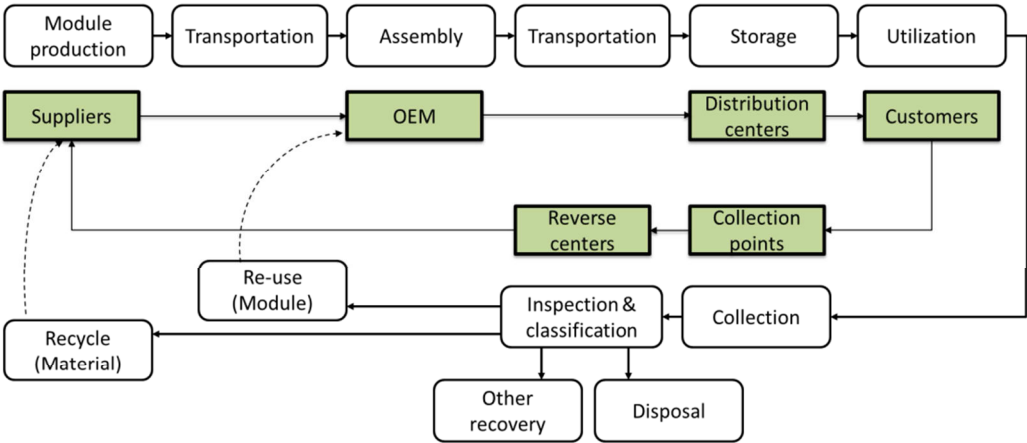 Module
production
Transportation
Assembly
Transportation
Storage
Utilization
Suppliers
OEM
Distribution
centers
Customers
Reverse
centers
Collection
points
Re-use
(Module)
Inspection &
classification
Collection
Recycle
(Material)
Other
recovery
Disposal